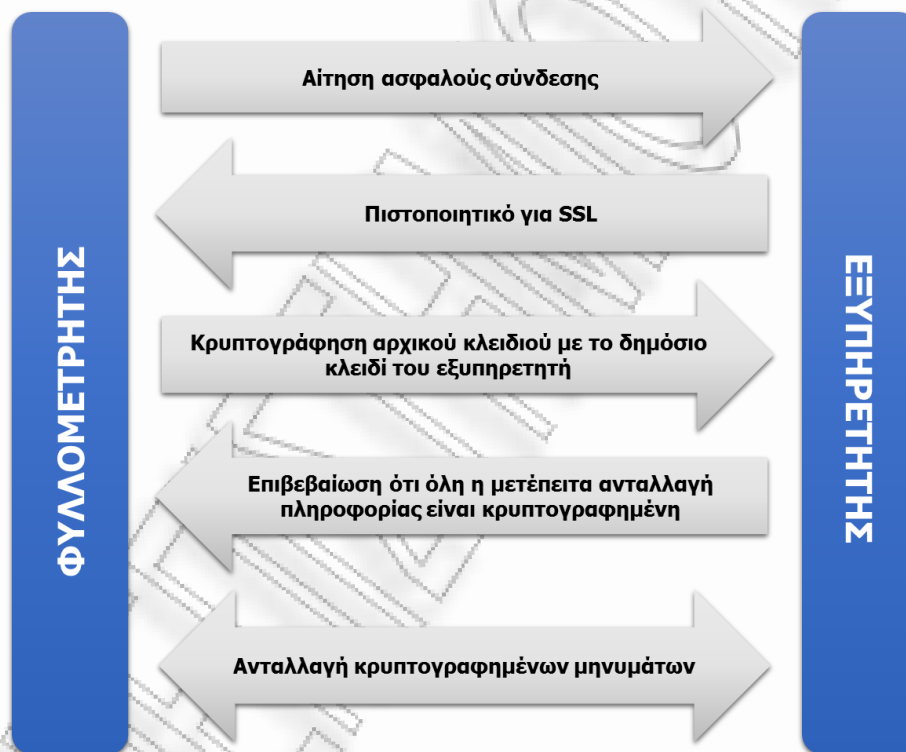 Αίτηση ασφαλούς σύνδεσης
Πιστοποιητικό για SSL
ΦΥΛΛΟΜΕΤΡΗΤΗΣ
ΕΞΥΠΗΡΕΤΗΤΗΣ
Κρυπτογράφηση αρχικού κλειδιού με το δημόσιο
κλειδί του εξυπηρετητή
Επιβεβαίωση ότι όλη η μετέπειτα ανταλλαγή
πληροφορίας είναι κρυπτογραφημένη
Ανταλλαγή κρυπτογραφημένων μηνυμάτων